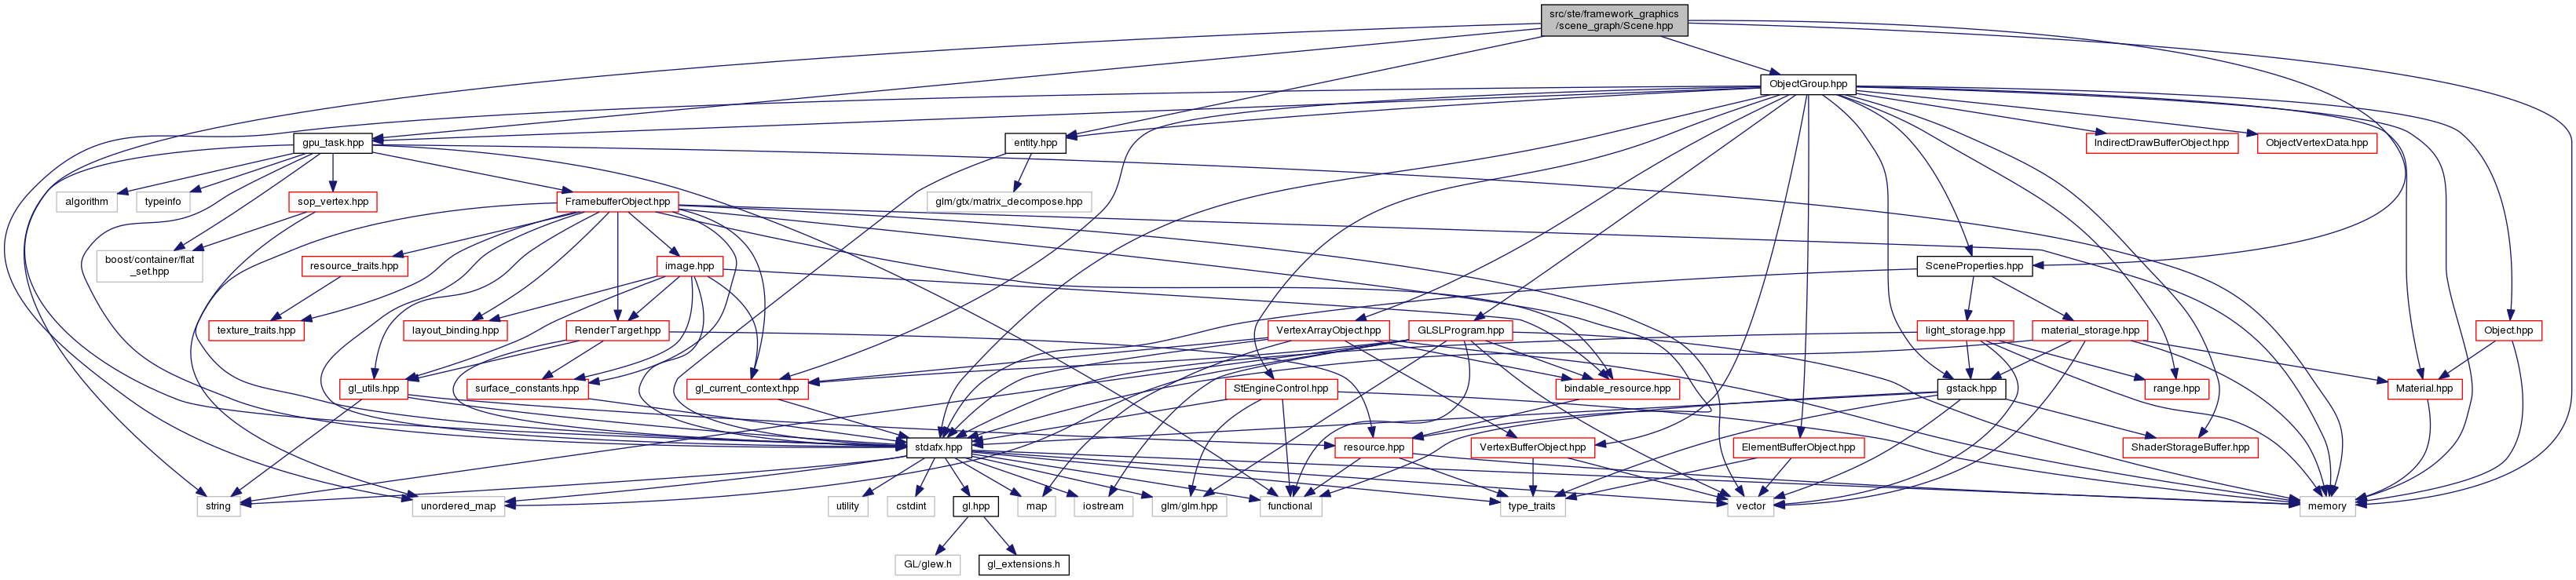 src/ste/framework_graphics
/scene_graph/Scene.hpp
ObjectGroup.hpp
gpu_task.hpp
entity.hpp
IndirectDrawBufferObject.hpp
ObjectVertexData.hpp
algorithm
typeinfo
sop_vertex.hpp
FramebufferObject.hpp
glm/gtx/matrix_decompose.hpp
boost/container/flat
_set.hpp
resource_traits.hpp
image.hpp
SceneProperties.hpp
texture_traits.hpp
layout_binding.hpp
RenderTarget.hpp
VertexArrayObject.hpp
GLSLProgram.hpp
light_storage.hpp
material_storage.hpp
Object.hpp
gl_utils.hpp
surface_constants.hpp
gl_current_context.hpp
bindable_resource.hpp
StEngineControl.hpp
gstack.hpp
range.hpp
Material.hpp
stdafx.hpp
resource.hpp
VertexBufferObject.hpp
ElementBufferObject.hpp
ShaderStorageBuffer.hpp
string
unordered_map
utility
cstdint
gl.hpp
map
iostream
glm/glm.hpp
functional
type_traits
vector
memory
GL/glew.h
gl_extensions.h